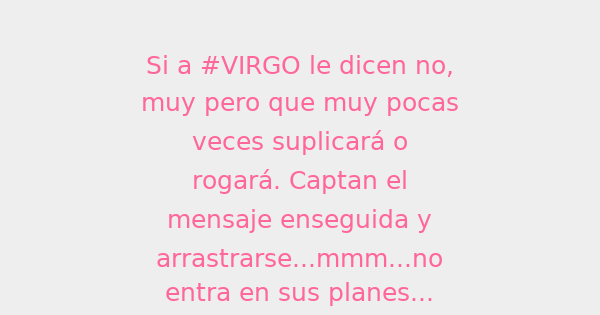 Si a #VIRGO le dicen no,
muy pero que muy pocas
veces suplicará o
rogará. Captan el
mensaje enseguida y
arrastrarse...mmm...no
entra en sus planes...